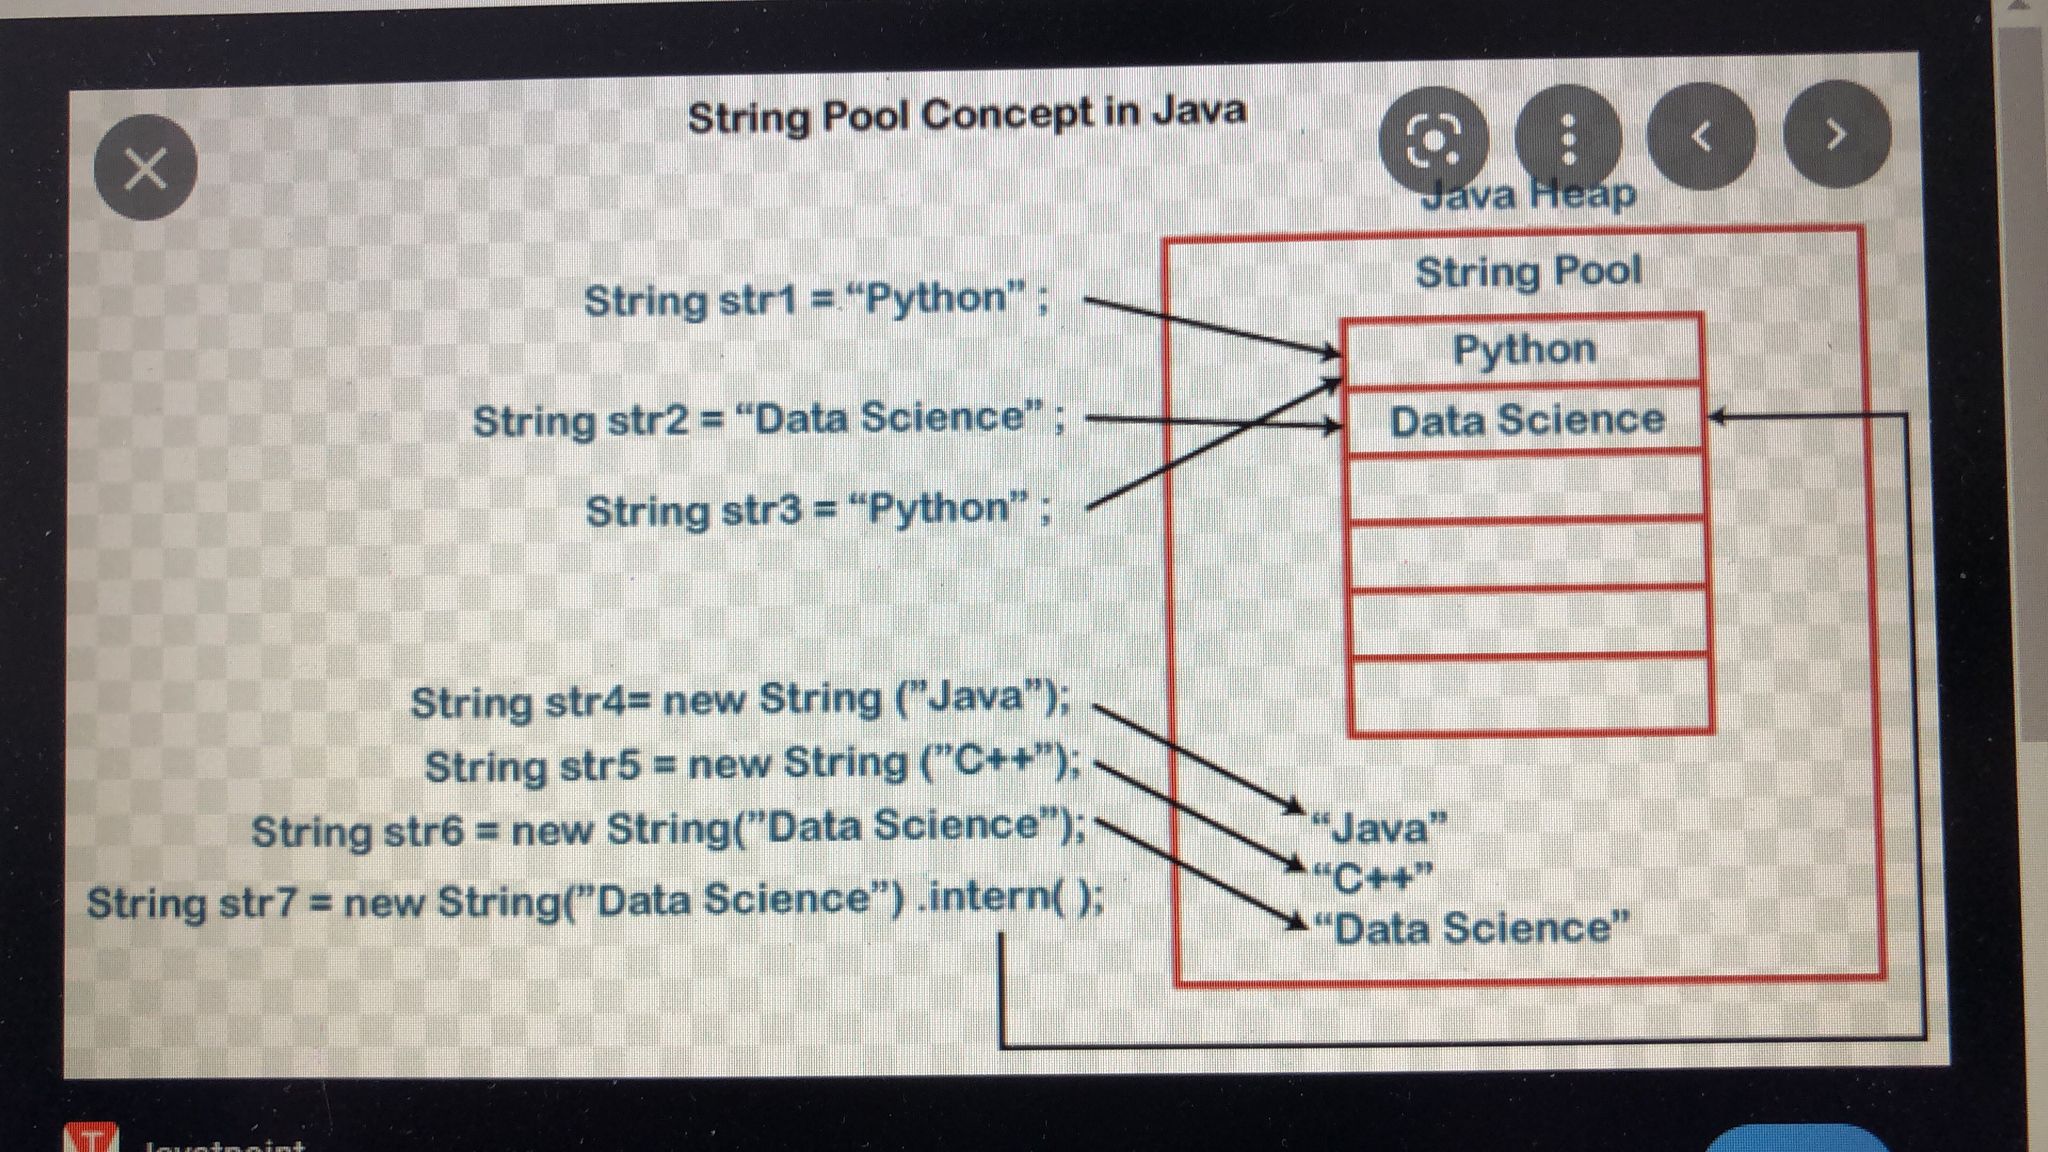 String Pool Concept in Java
Java Heap
String Pool
String str1 = “Python” ;
Python
String str2 = “Data Science” ;
Data Science
String str3 = “Python” ;
String str4= new String (”Java”);
String str5 = new String (”C++”);
String str6 = new String(”Data Science”);
String str7 = new String(”Data Science”) .intern( );
“Java”
“C++”
“Data Science”